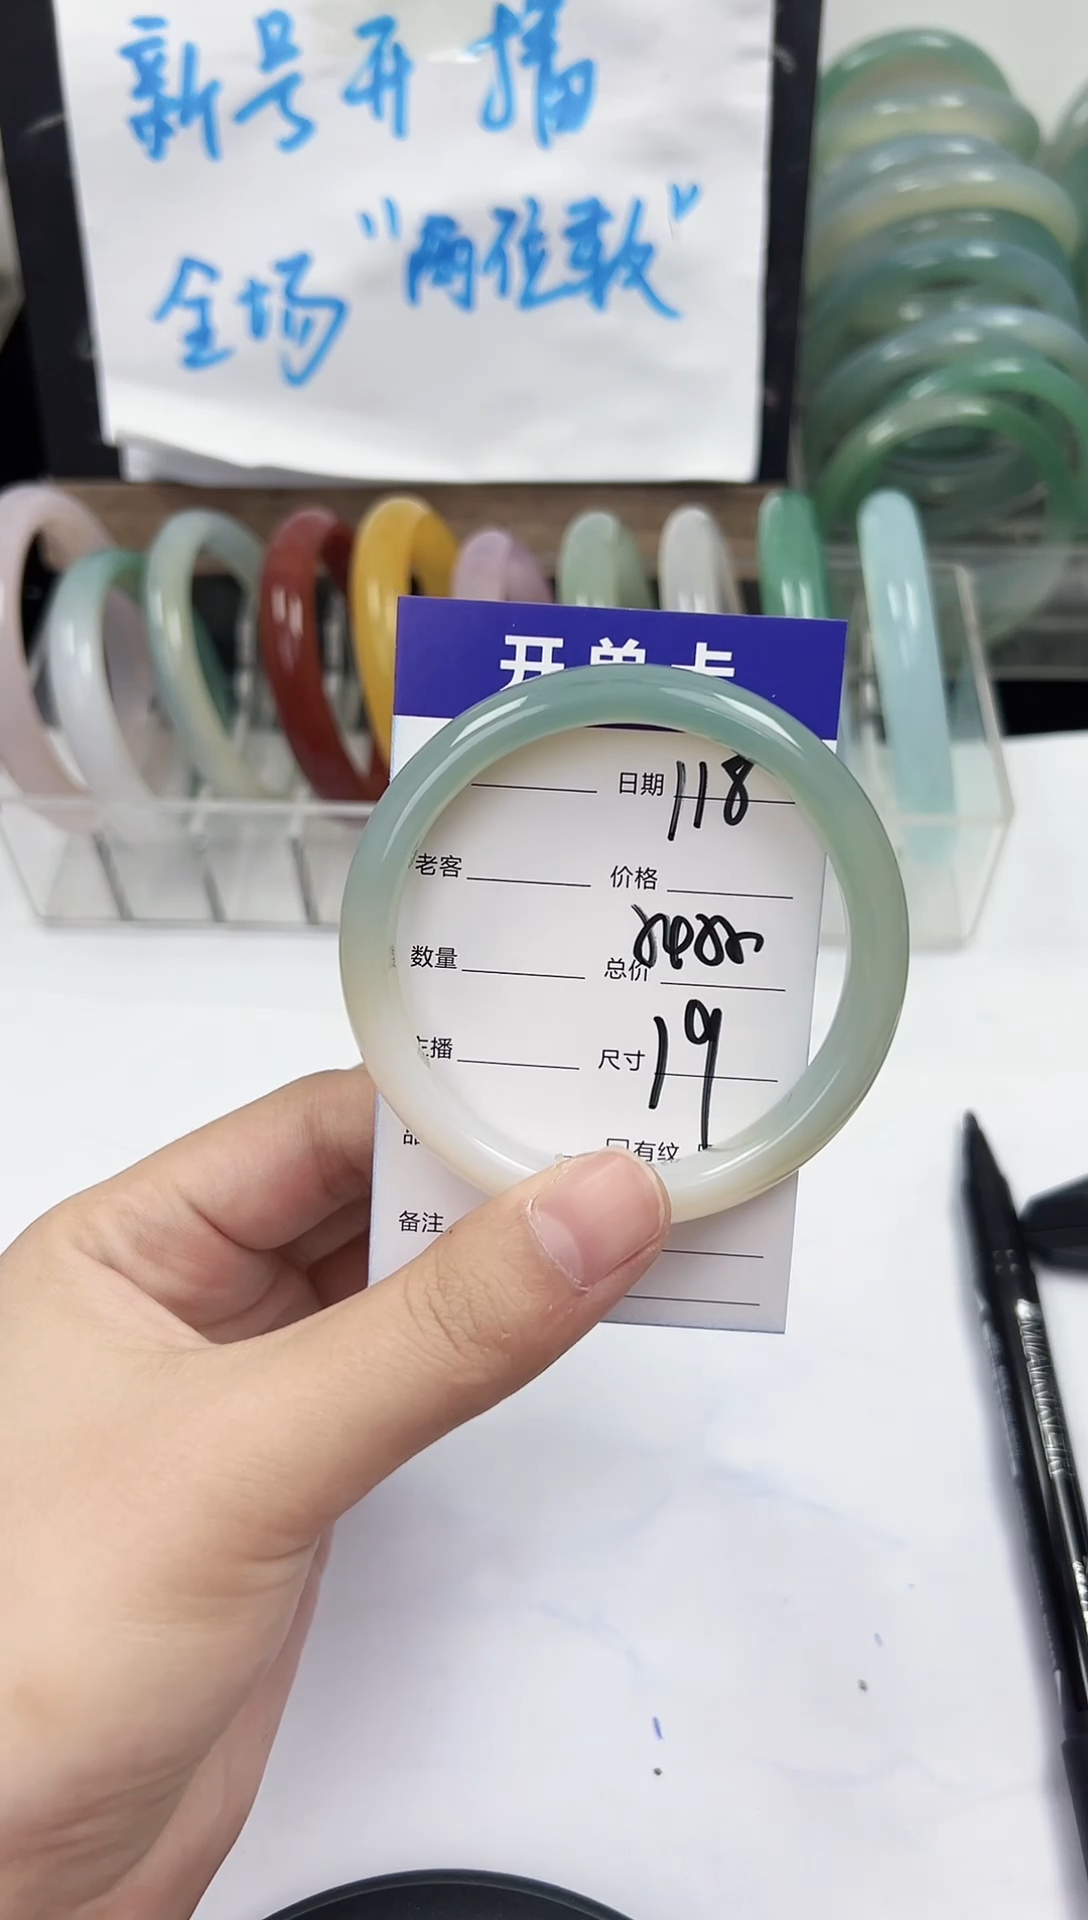 新号开播
全场"两位数"
开单卡
日期 118
老客 价格
数量 总价
主播 尺寸 19
有纹
备注
MAWKER